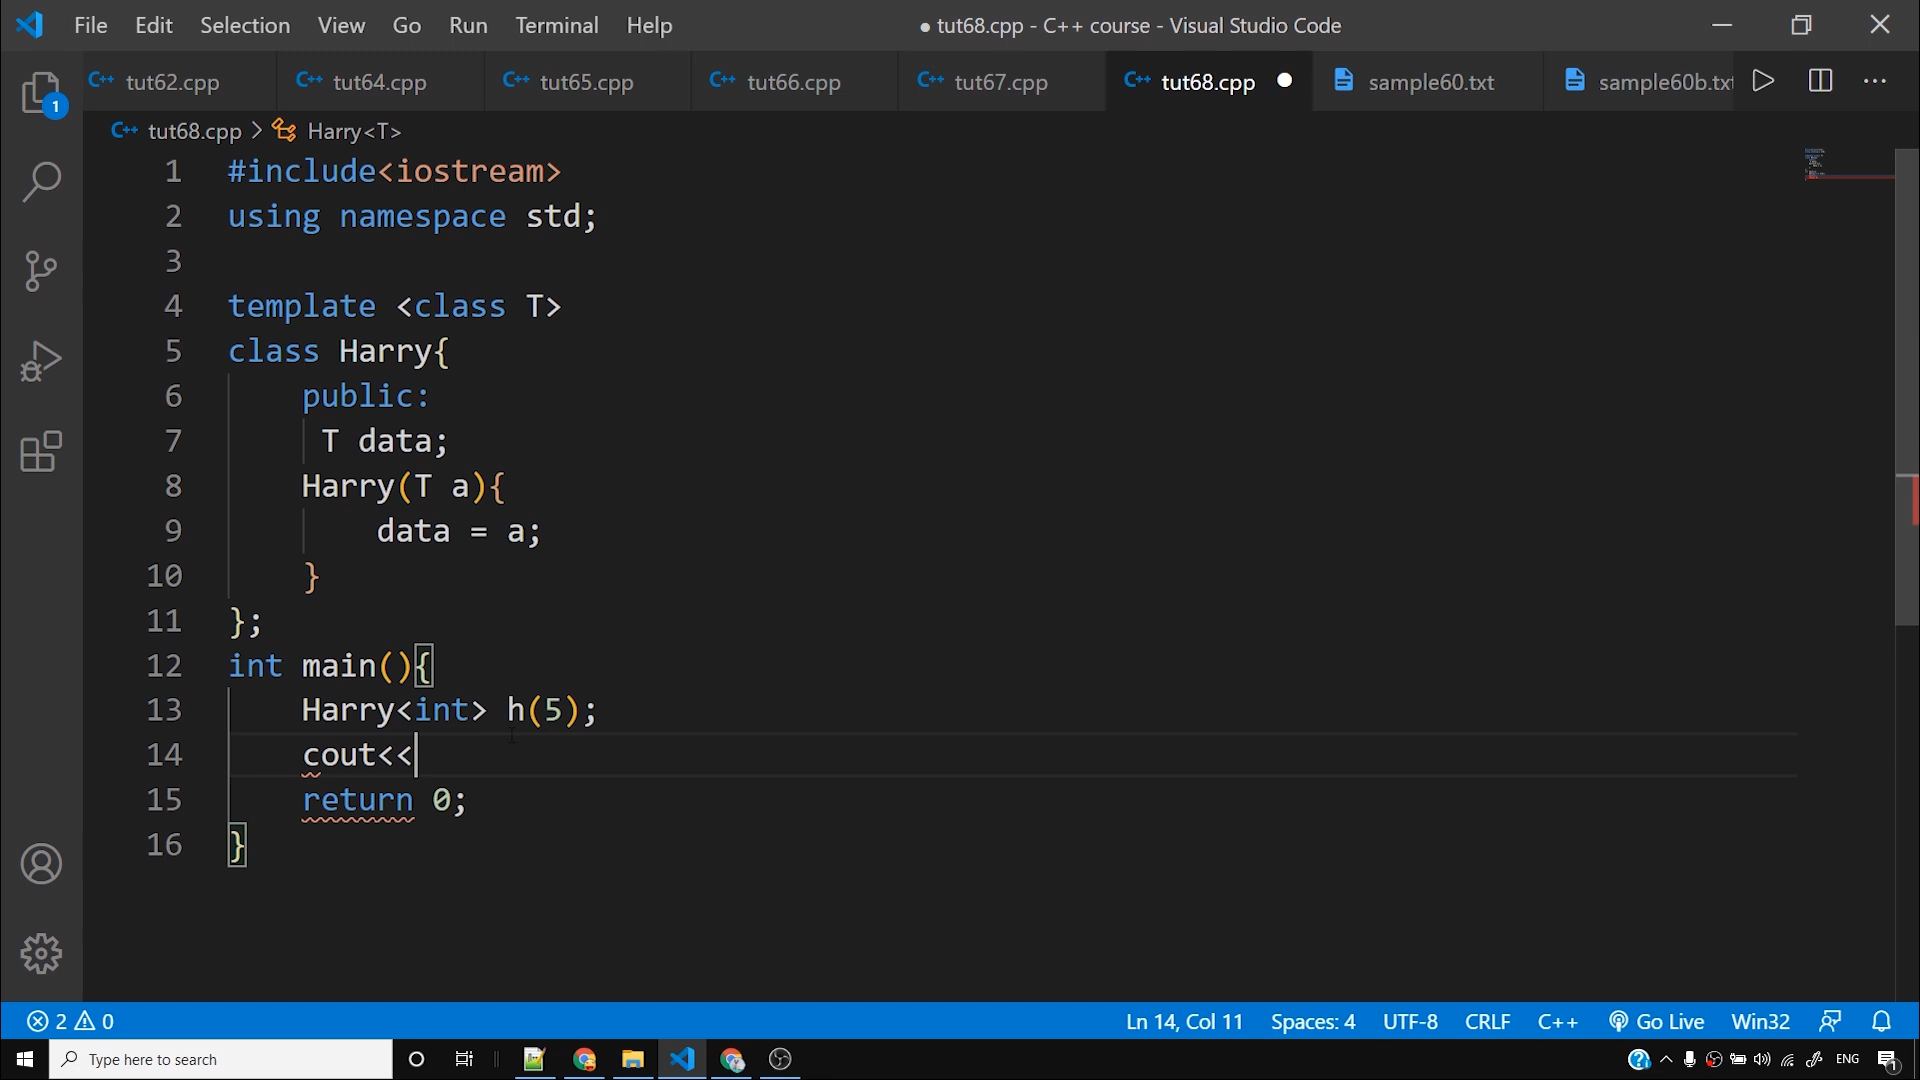 File Edit Selection View Go Run Terminal Help ● tut68.cpp - C++ course - Visual Studio Code
1
C++ tut62.cpp C++ tut64.cpp C++ tut65.cpp C++ tut66.cpp C++ tut67.cpp C++ tut68.cpp sample60.txt sample60b.txt ...
C++ tut68.cpp > Harry<T>
1 #include<iostream>
2 using namespace std;
3
4 template <class T>
5 class Harry{
6 public:
7 T data;
8 Harry(T a){
9 data = a;
10 }
11 };
12 int main(){
13 Harry<int> h(5);
14 cout<<
15 return 0;
16 }
2 0 Ln 14, Col 11 Spaces: 4 UTF-8 CRLF C++ Go Live Win32
Type here to search ENG 1